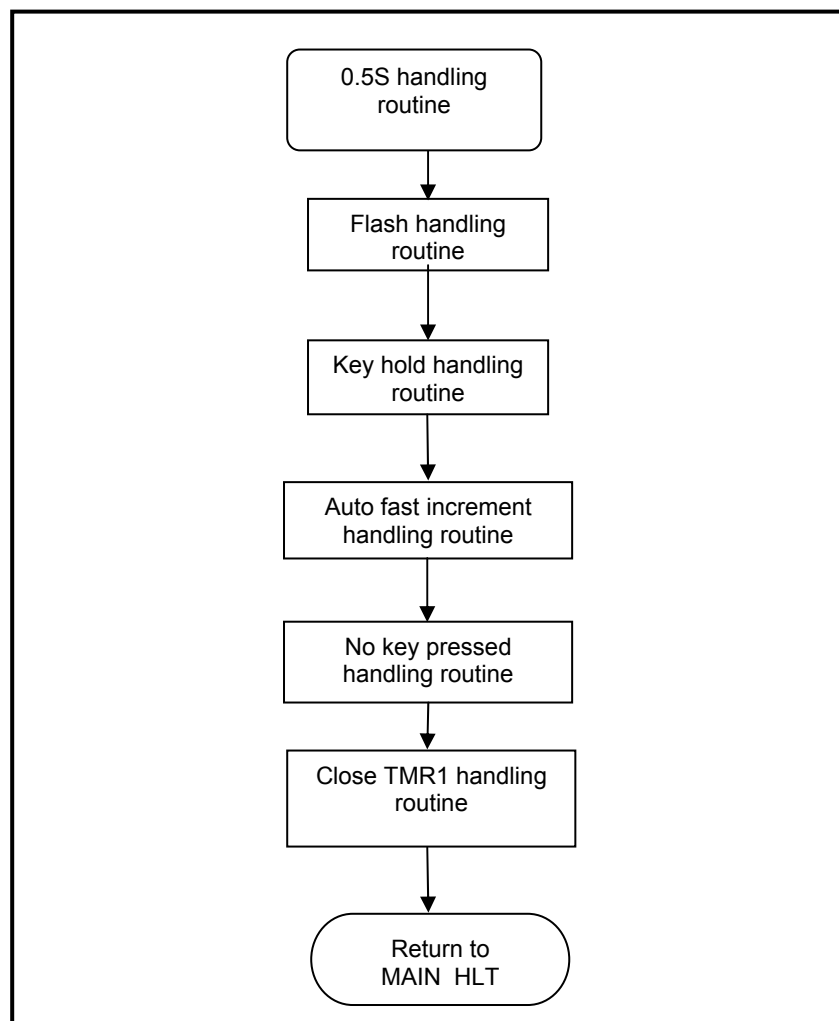 0.5S handling
routine
Flash handling
routine
Key hold handling
routine
Auto fast increment
handling routine
No key pressed
handling routine
Close TMR1 handling
routine
Return to
MAIN  HLT